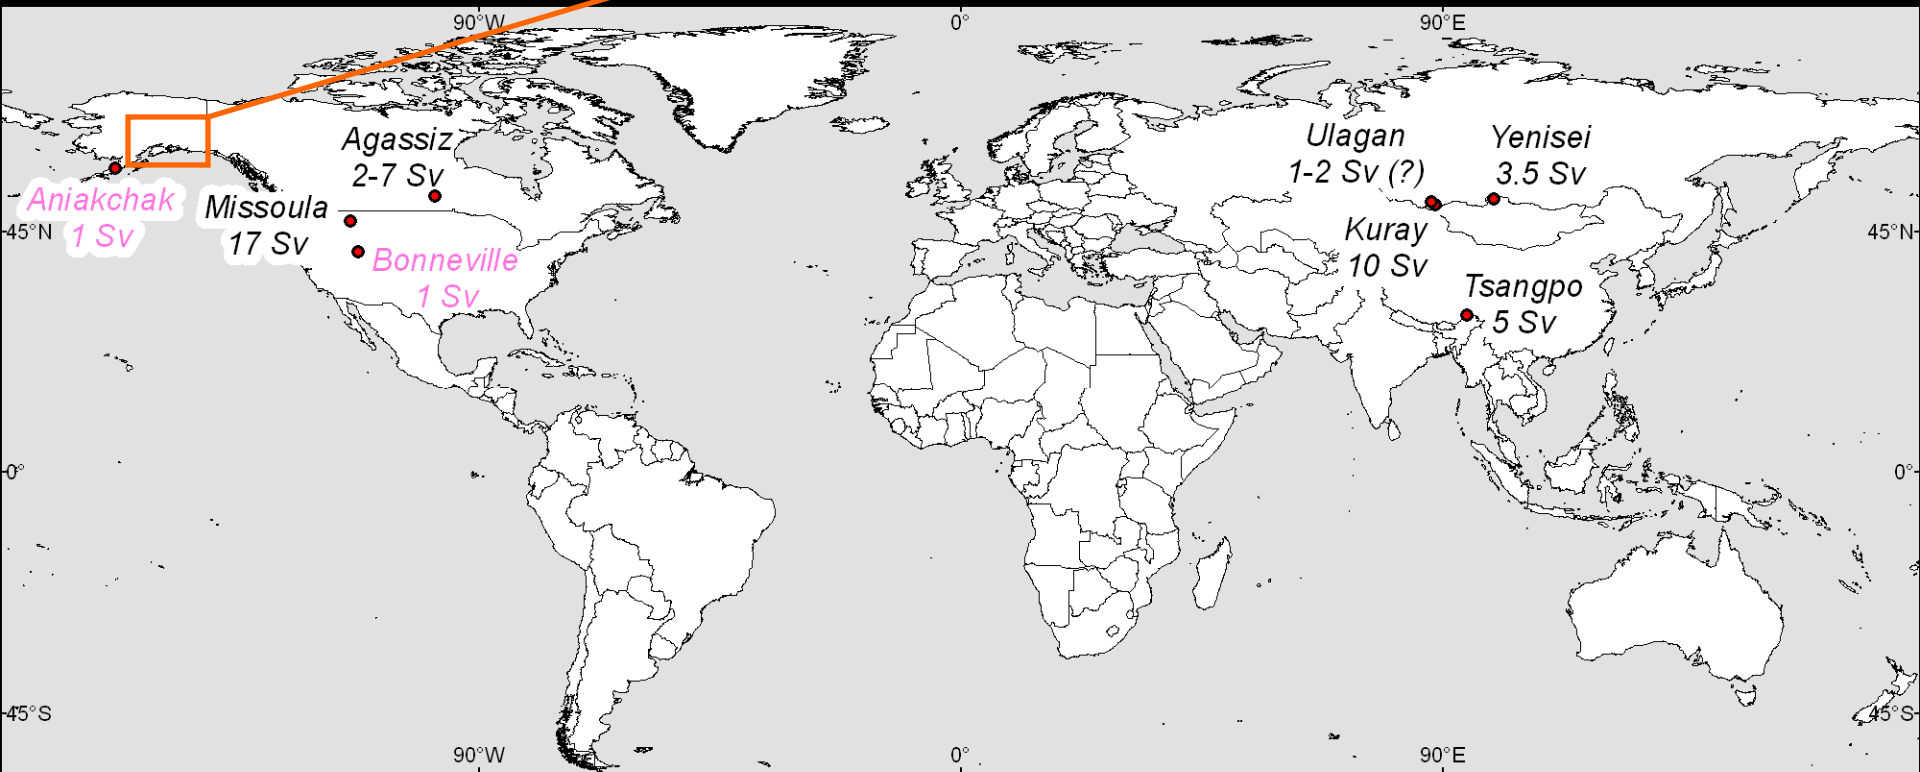 90°W
0°
90°E
Agassiz
2-7 Sv
Ulagan
1-2 Sv (?)
Yenisei
3.5 Sv
Aniakchak
1 Sv
Missoula
17 Sv
45°N
Kuray
10 Sv
45°N
Bonneville
1 Sv
Tsangpo
5 Sv
0°
0°
45°S
45°S
90°W
0°
90°E